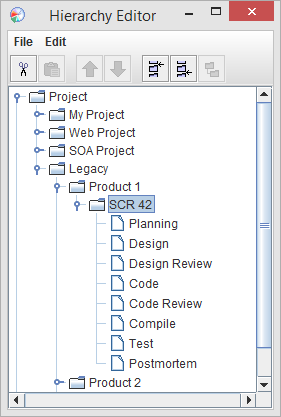 Hierarchy Editor
File Edit
Project
My Project
Web Project
SOA Project
Legacy
Product 1
SCR 42
Planning
Design
Design Review
Code
Code Review
Compile
Test
Postmortem
Product 2